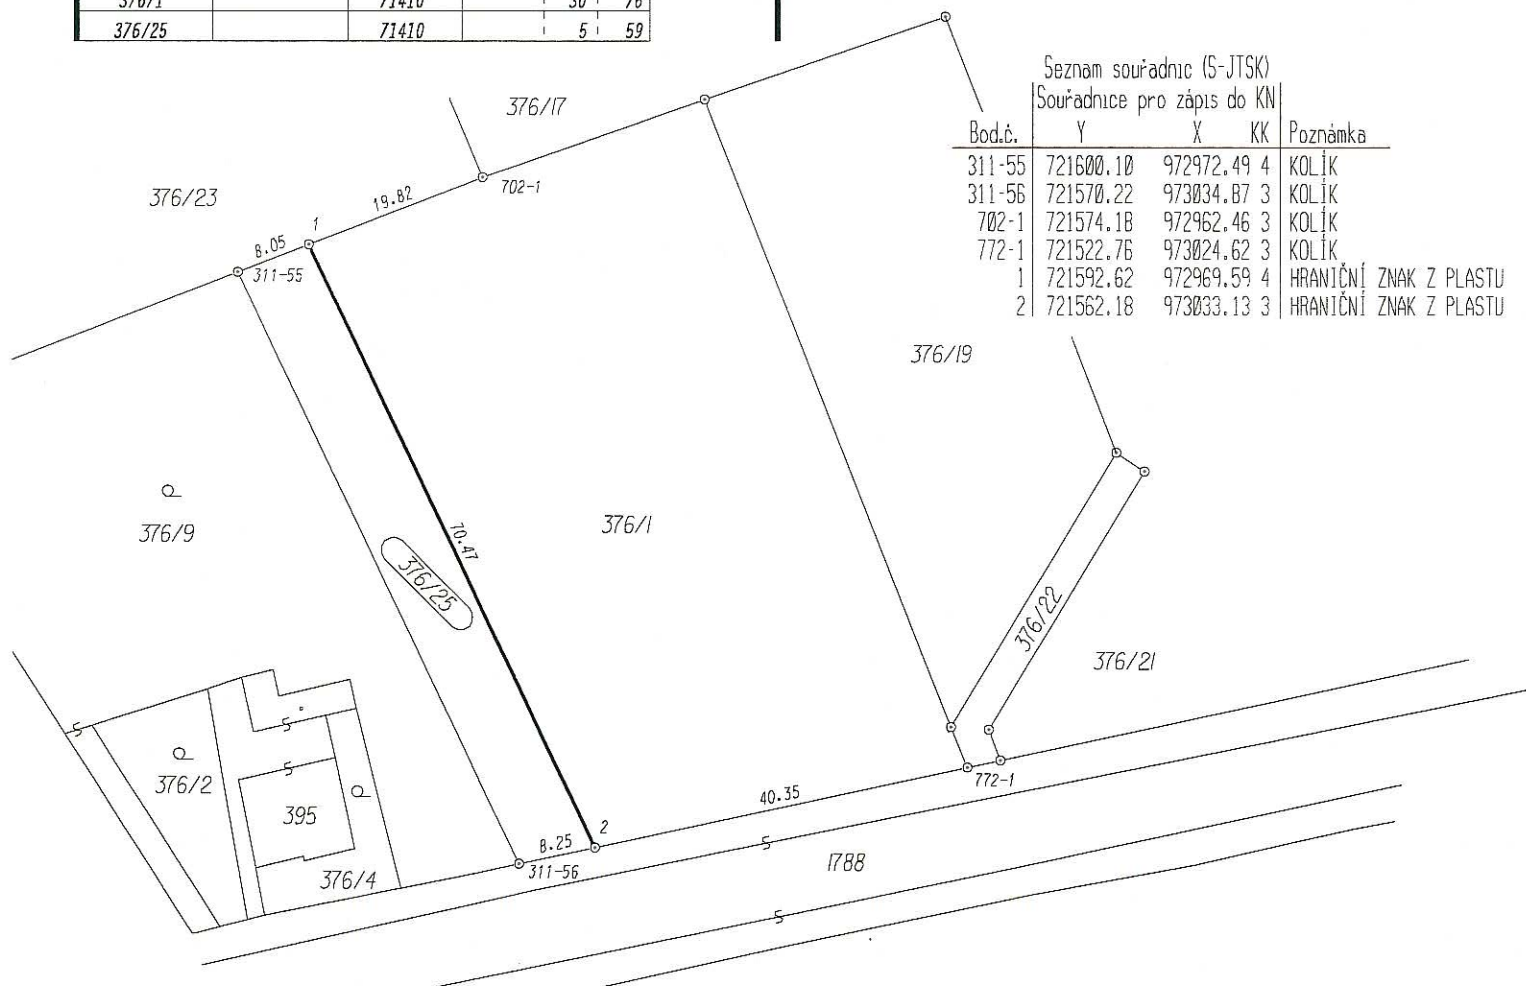 376/1 71410 30 76
376/25 71410 5 59
Seznam souřadnic (S-JTSK)
Souřadnice pro zápis do KN
Bod.č. Y X KK Poznámka
311-55 721600.10 972972.49 4 KOLÍK
311-56 721570.22 973034.87 3 KOLÍK
702-1 721574.18 972962.46 3 KOLÍK
772-1 721522.76 973024.62 3 KOLÍK
1 721592.62 972969.59 4 HRANIČNÍ ZNAK Z PLASTU
2 721562.18 973033.13 3 HRANIČNÍ ZNAK Z PLASTU
376/17
376/23
19.82
702-1
1
8.05
311-55
376/19
376/9
70.47
376/1
376/25
376/22
376/21
376/2
395
376/4
772-1
40.35
2
8.25
311-56
1788